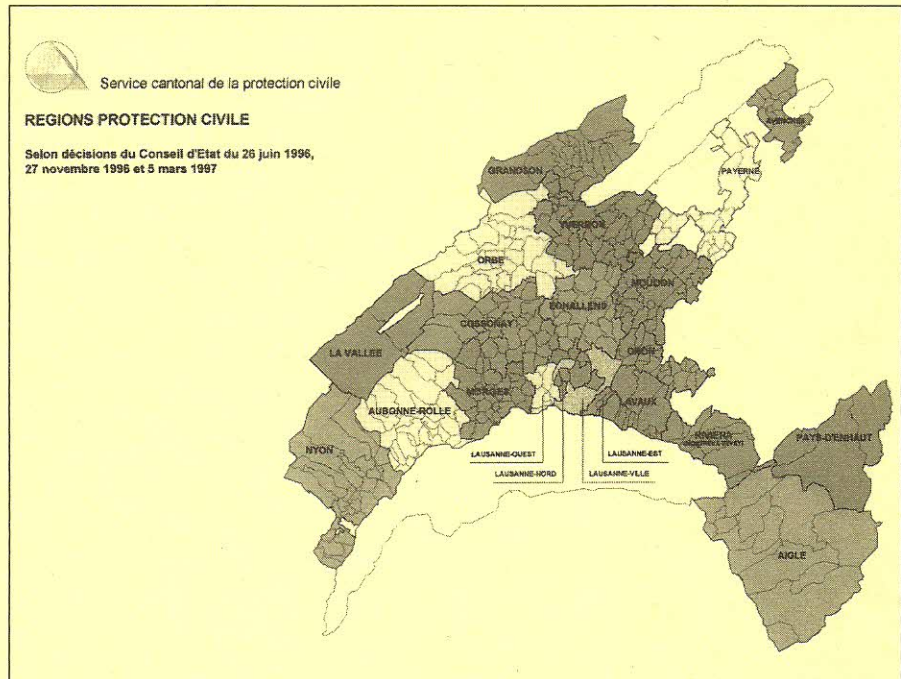 Service cantonal de la protection civile
REGIONS PROTECTION CIVILE
Selon décisions du Conseil d'Etat du 26 juin 1996,
27 novembre 1996 et 5 mars 1997
AVENCHES
PAYERNE
GRANDSON
YVERDON
ORBE
MOUDON
ECHALLENS
COSSONAY
LA VALLEE
ORON
MORGES
AUBONNE-ROLLE
LAVAUX
RIVIERA
PAYS-D'ENHAUT
NYON
LAUSANNE-OUEST
LAUSANNE-EST
LAUSANNE-NORD
LAUSANNE-VILLE
AIGLE